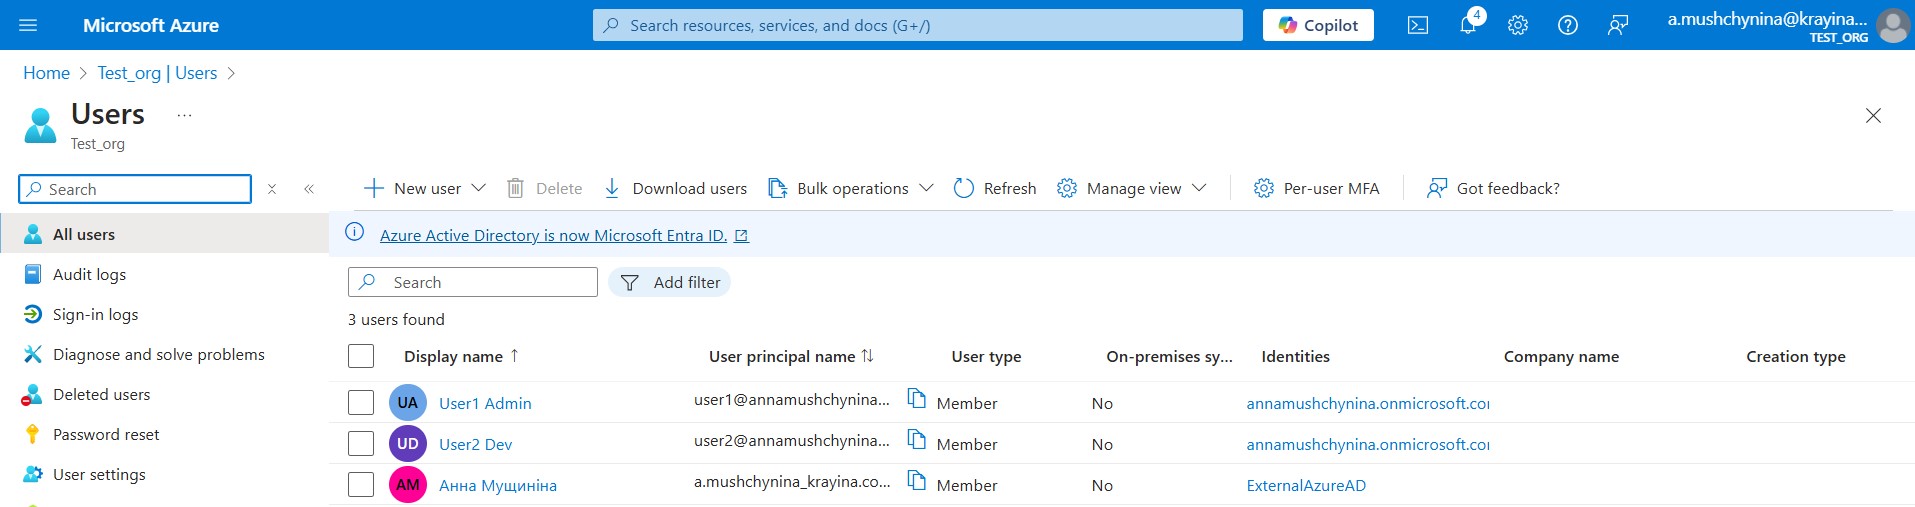 Microsoft Azure
Search resources, services, and docs (G+/)
Copilot
4
a.mushchynina@krayina...
TEST_ORG
Home > Test_org | Users >
Users ...
Test_org
Search
New user
Delete
Download users
Bulk operations
Refresh
Manage view
Per-user MFA
Got feedback?
All users
Audit logs
Sign-in logs
Diagnose and solve problems
Deleted users
Password reset
User settings
Azure Active Directory is now Microsoft Entra ID.
Search
Add filter
3 users found
Display name ↑ User principal name ↑↓ User type On-premises sy... Identities Company name Creation type
UA User1 Admin user1@annamushchynina... Member No annamushchynina.onmicrosoft.co
UD User2 Dev user2@annamushchynina... Member No annamushchynina.onmicrosoft.co
AM Анна Мущиніна a.mushchynina_krayina.co... Member No ExternalAzureAD